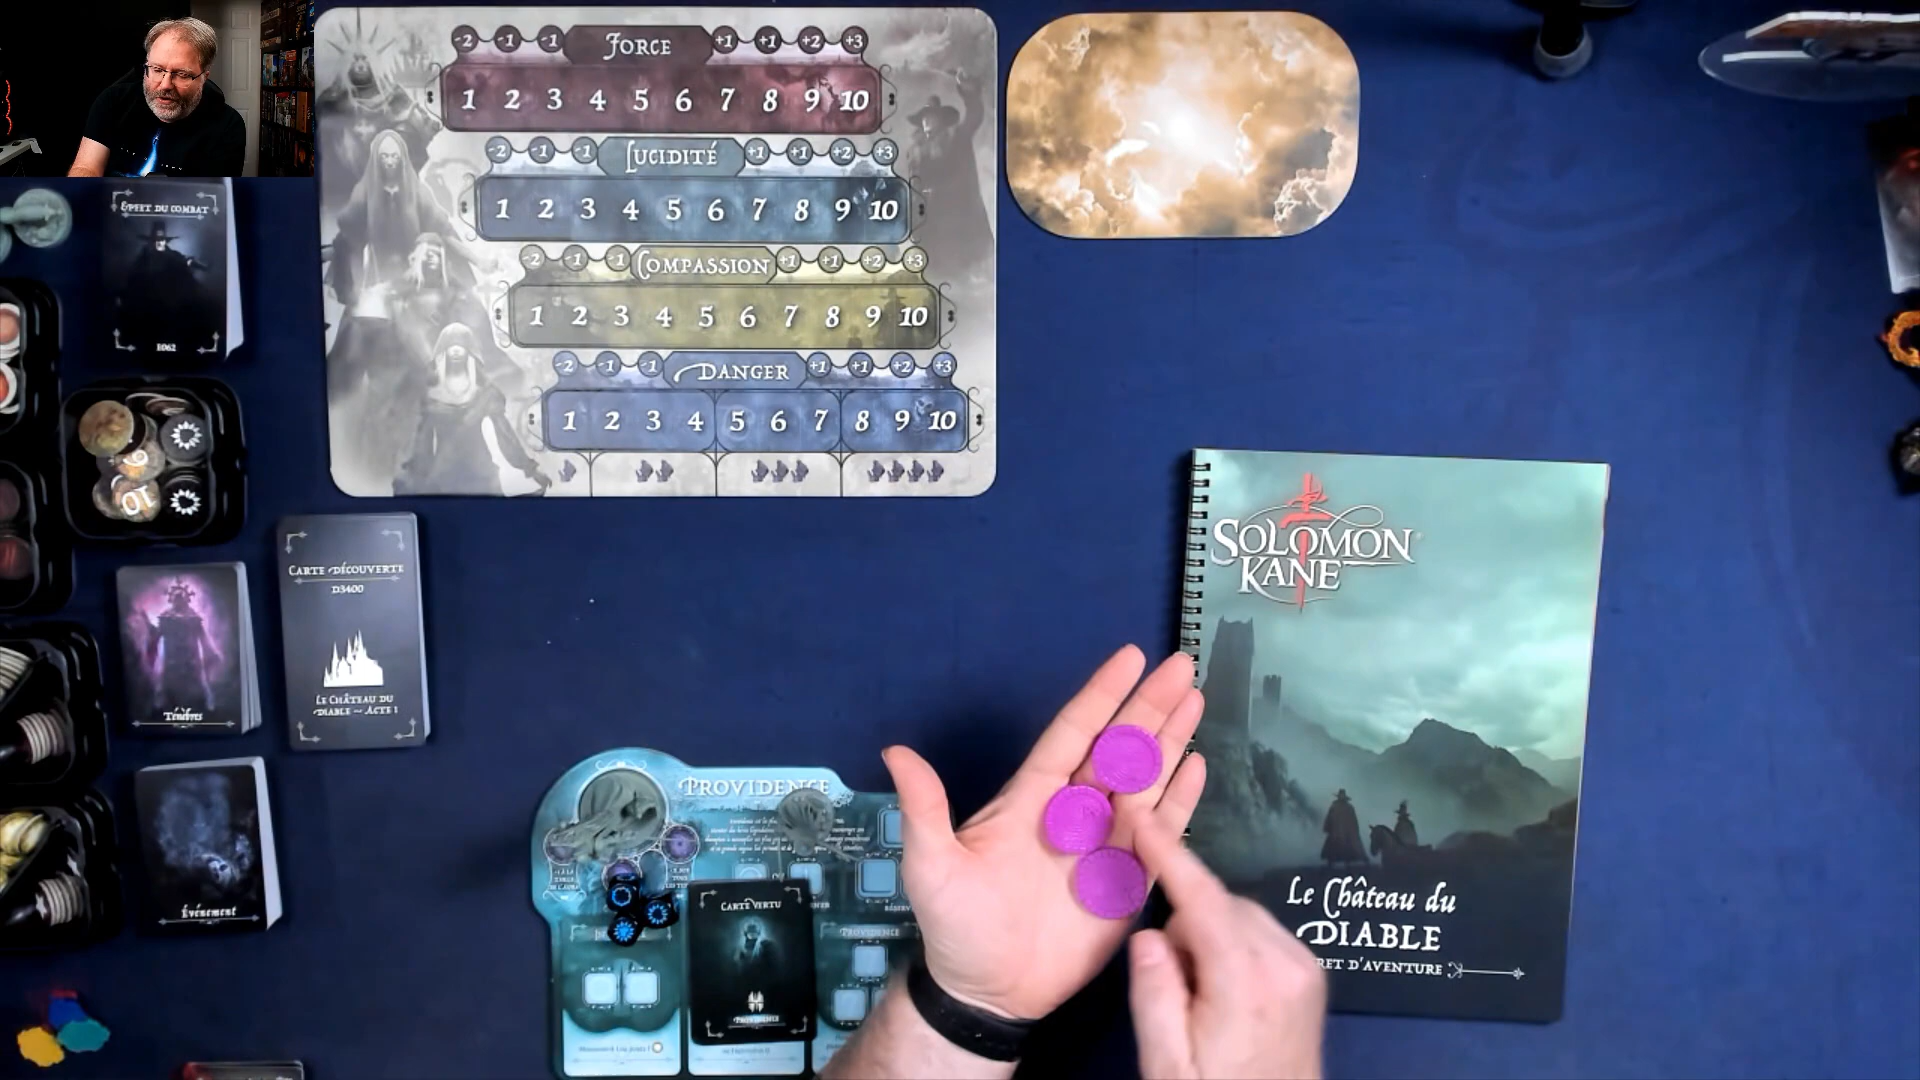 -2 -1 -1 Force +1 +1 +2 +3
1 2 3 4 5 6 7 8 9 10
-2 -1 -1 Lucidité +1 +1 +2 +3
1 2 3 4 5 6 7 8 9 10
-2 -1 -1 Compassion +1 +1 +2 +3
1 2 3 4 5 6 7 8 9 10
-2 -1 -1 Danger +1 +1 +2 +3
1 2 3 4 5 6 7 8 9 10
Effet du Combat
E062
9
10
Carte Découverte
D3400
Le Château du
Diable – Acte 1
Ténèbres
Événement
Providence
Carte Vertu
Providence
Providence
Solomon
Kane
Le Château du
Diable
d'aventure